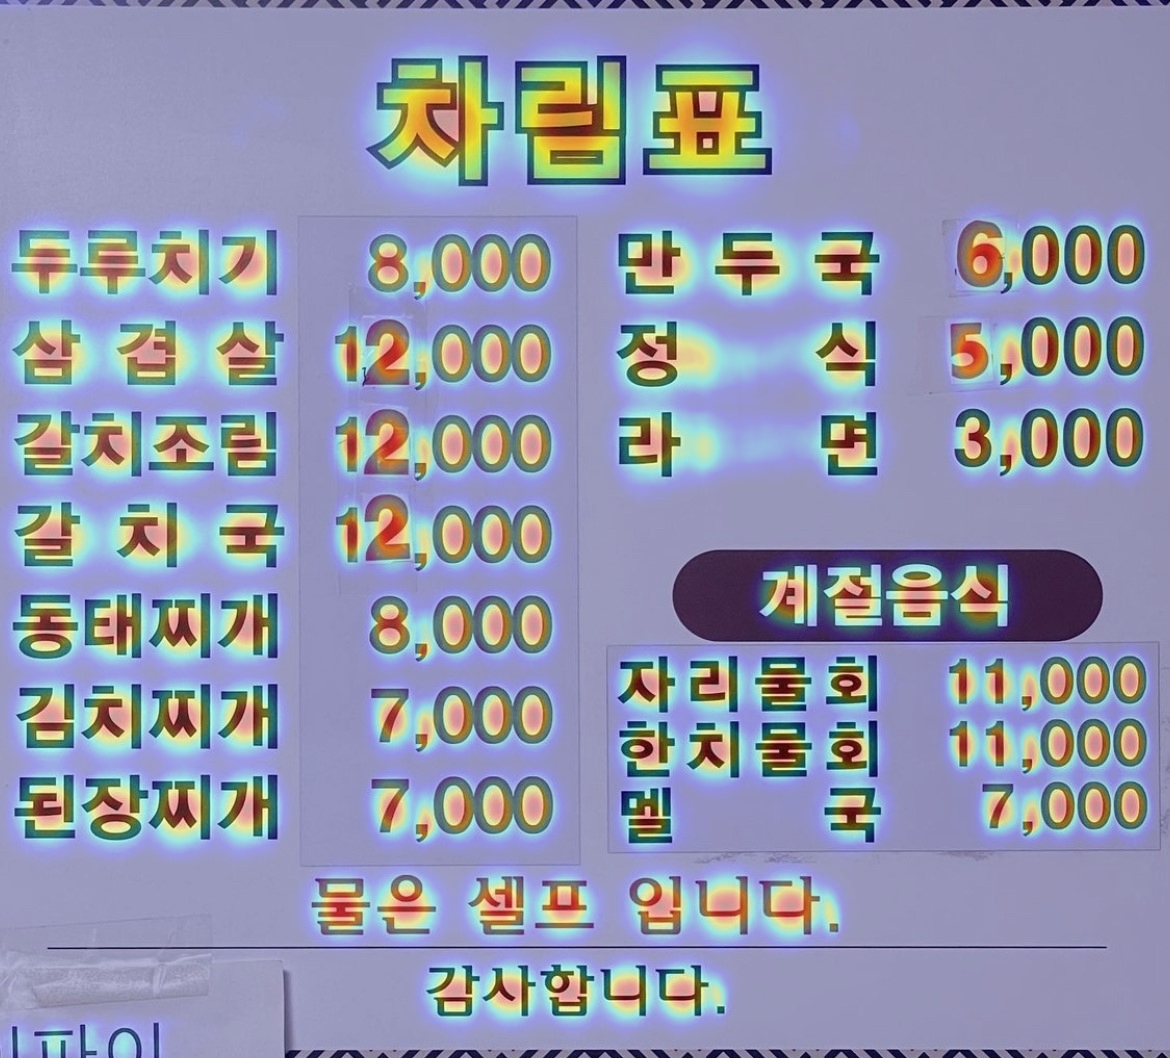 차림표
두루치기 8,000
삼겹살 12,000
갈치조림 12,000
갈치국 12,000
동태찌개 8,000
김치찌개 7,000
된장찌개 7,000
만두국 6,000
정식 5,000
라면 3,000
계절음식
자리물회 11,000
한치물회 11,000
멜국 7,000
물은 셀프 입니다.
감사합니다.